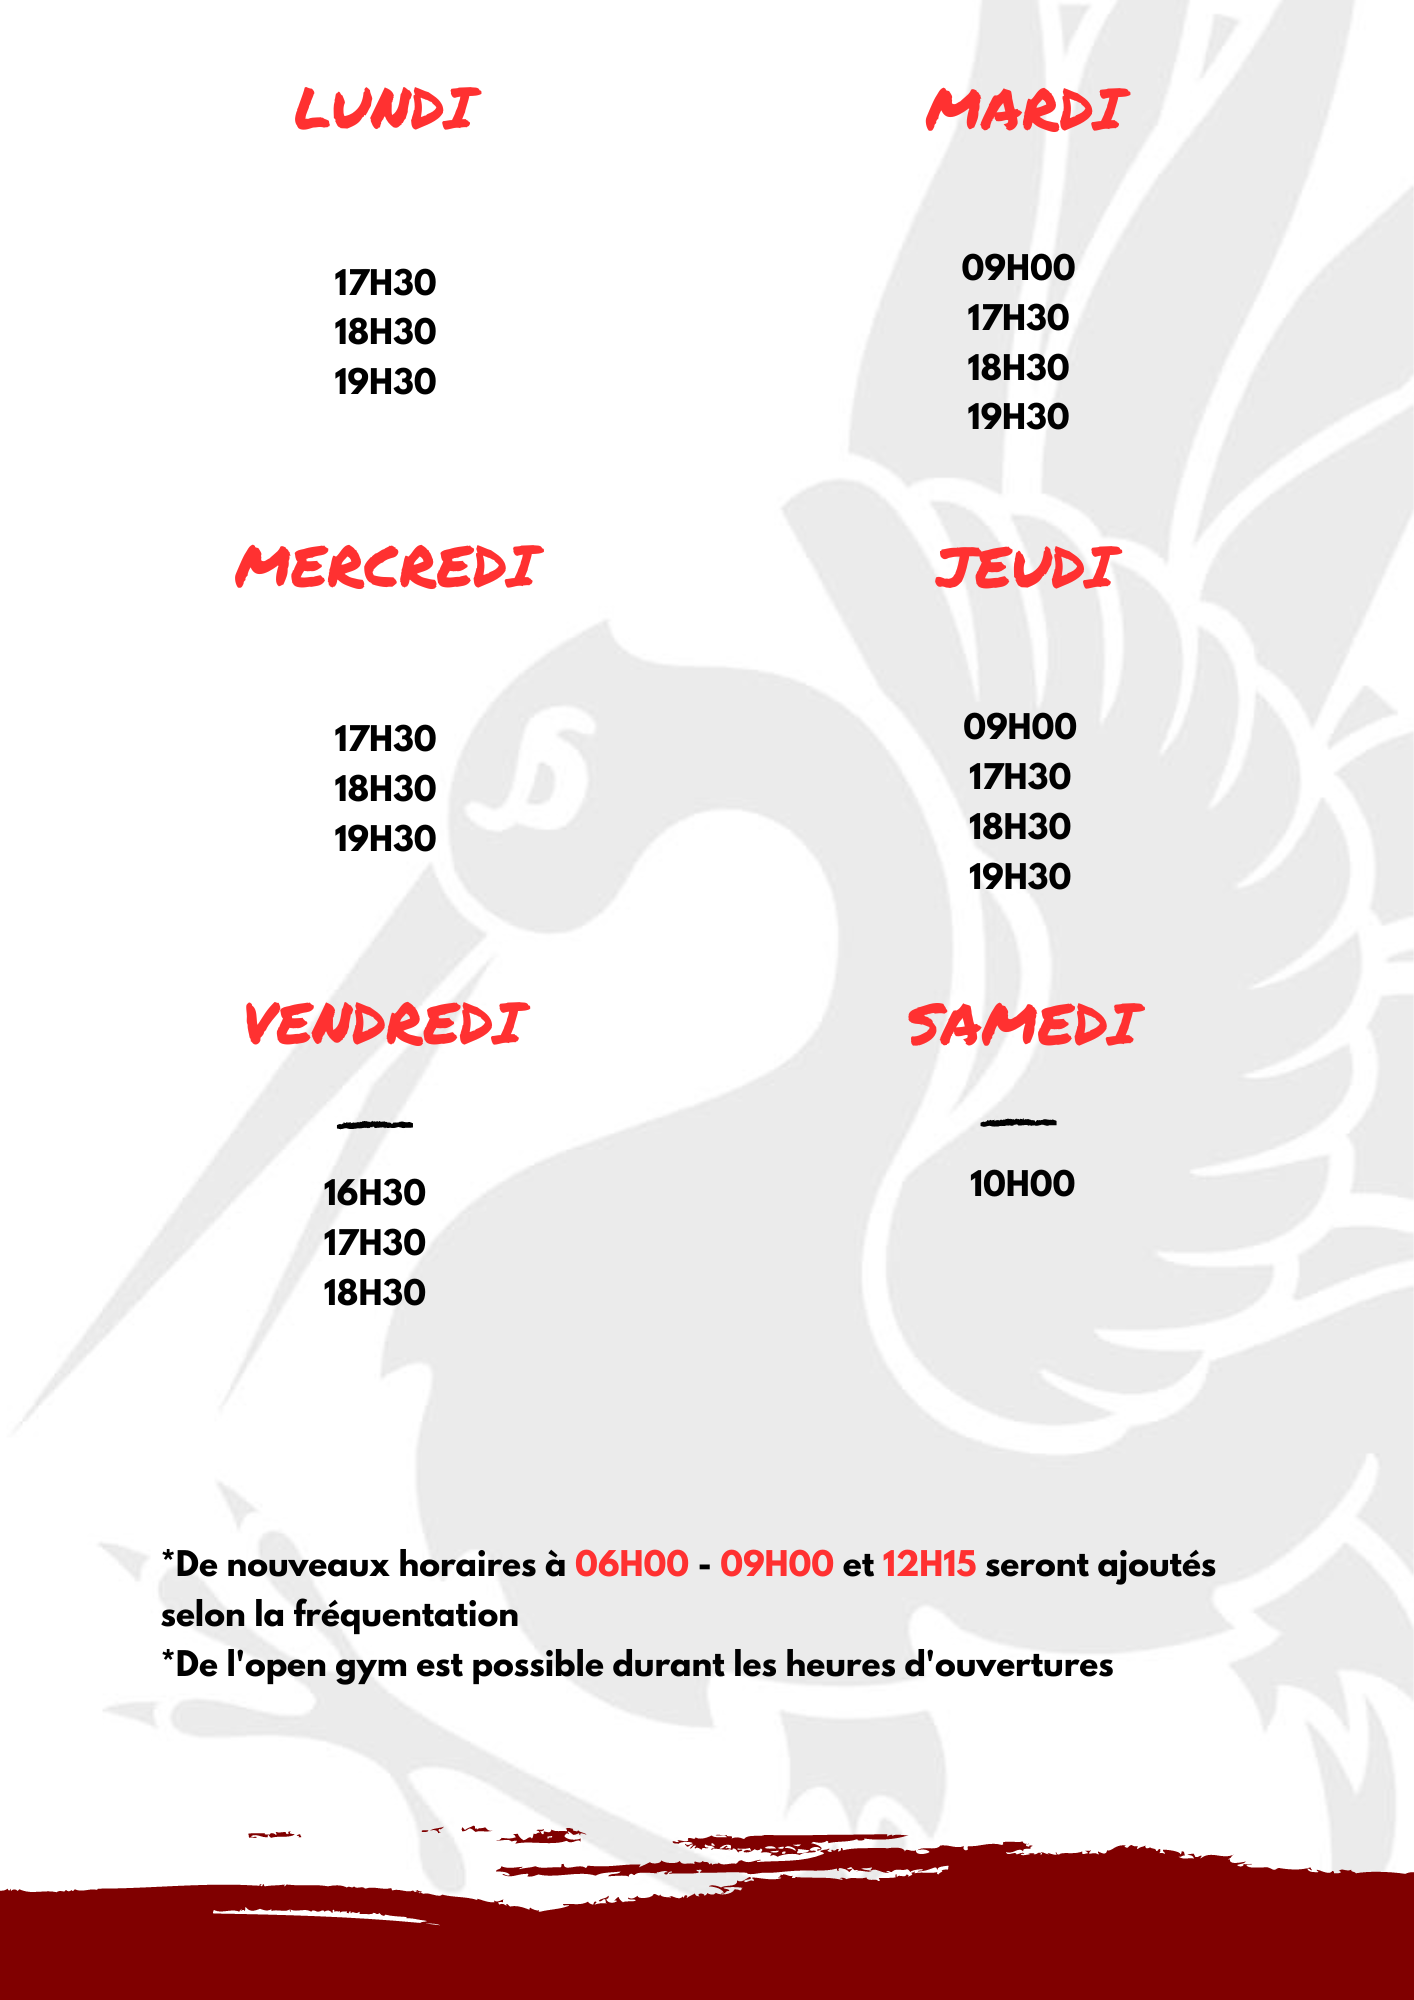 LUNDI
17H30
18H30
19H30
MARDI
09H00
17H30
18H30
19H30
MERCREDI
17H30
18H30
19H30
JEUDI
09H00
17H30
18H30
19H30
VENDREDI
16H30
17H30
18H30
SAMEDI
10H00
*De nouveaux horaires à 06H00 - 09H00 et 12H15 seront ajoutés
selon la fréquentation
*De l'open gym est possible durant les heures d'ouvertures